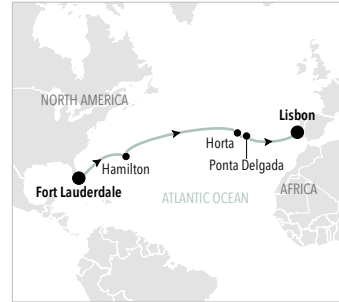 NORTH AMERICA
Lisbon
Horta
Ponta Delgada
Hamilton
Fort Lauderdale
ATLANTIC OCEAN
AFRICA